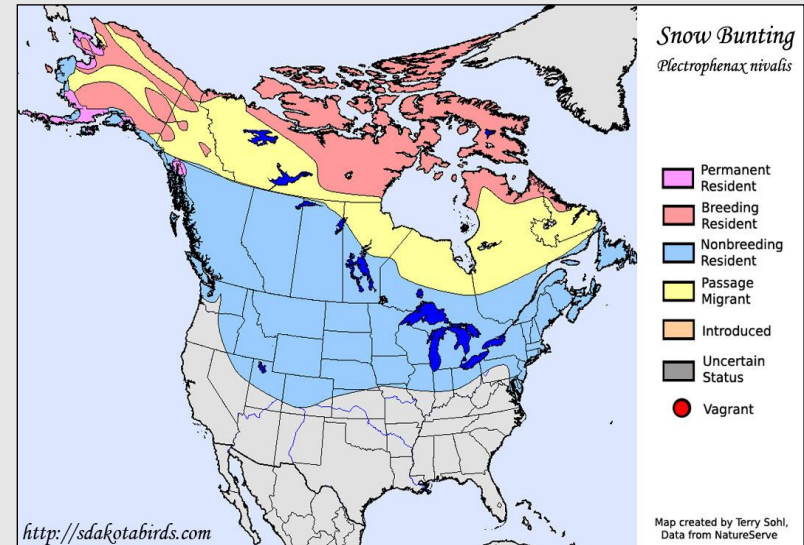 Snow Bunting
Plectrophenax nivalis
Permanent
Resident
Breeding
Resident
Nonbreeding
Resident
Passage
Migrant
Introduced
Uncertain
Status
Vagrant
http://sdakotabirds.com
Map created by Terry Sohl,
Data from NatureServe